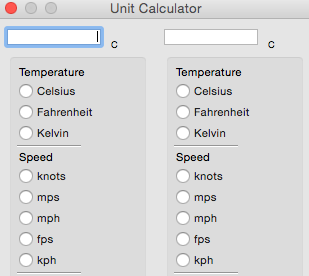 Unit Calculator
C C
Temperature Temperature
Celsius Celsius
Fahrenheit Fahrenheit
Kelvin Kelvin
Speed Speed
knots knots
mps mps
mph mph
fps fps
kph kph